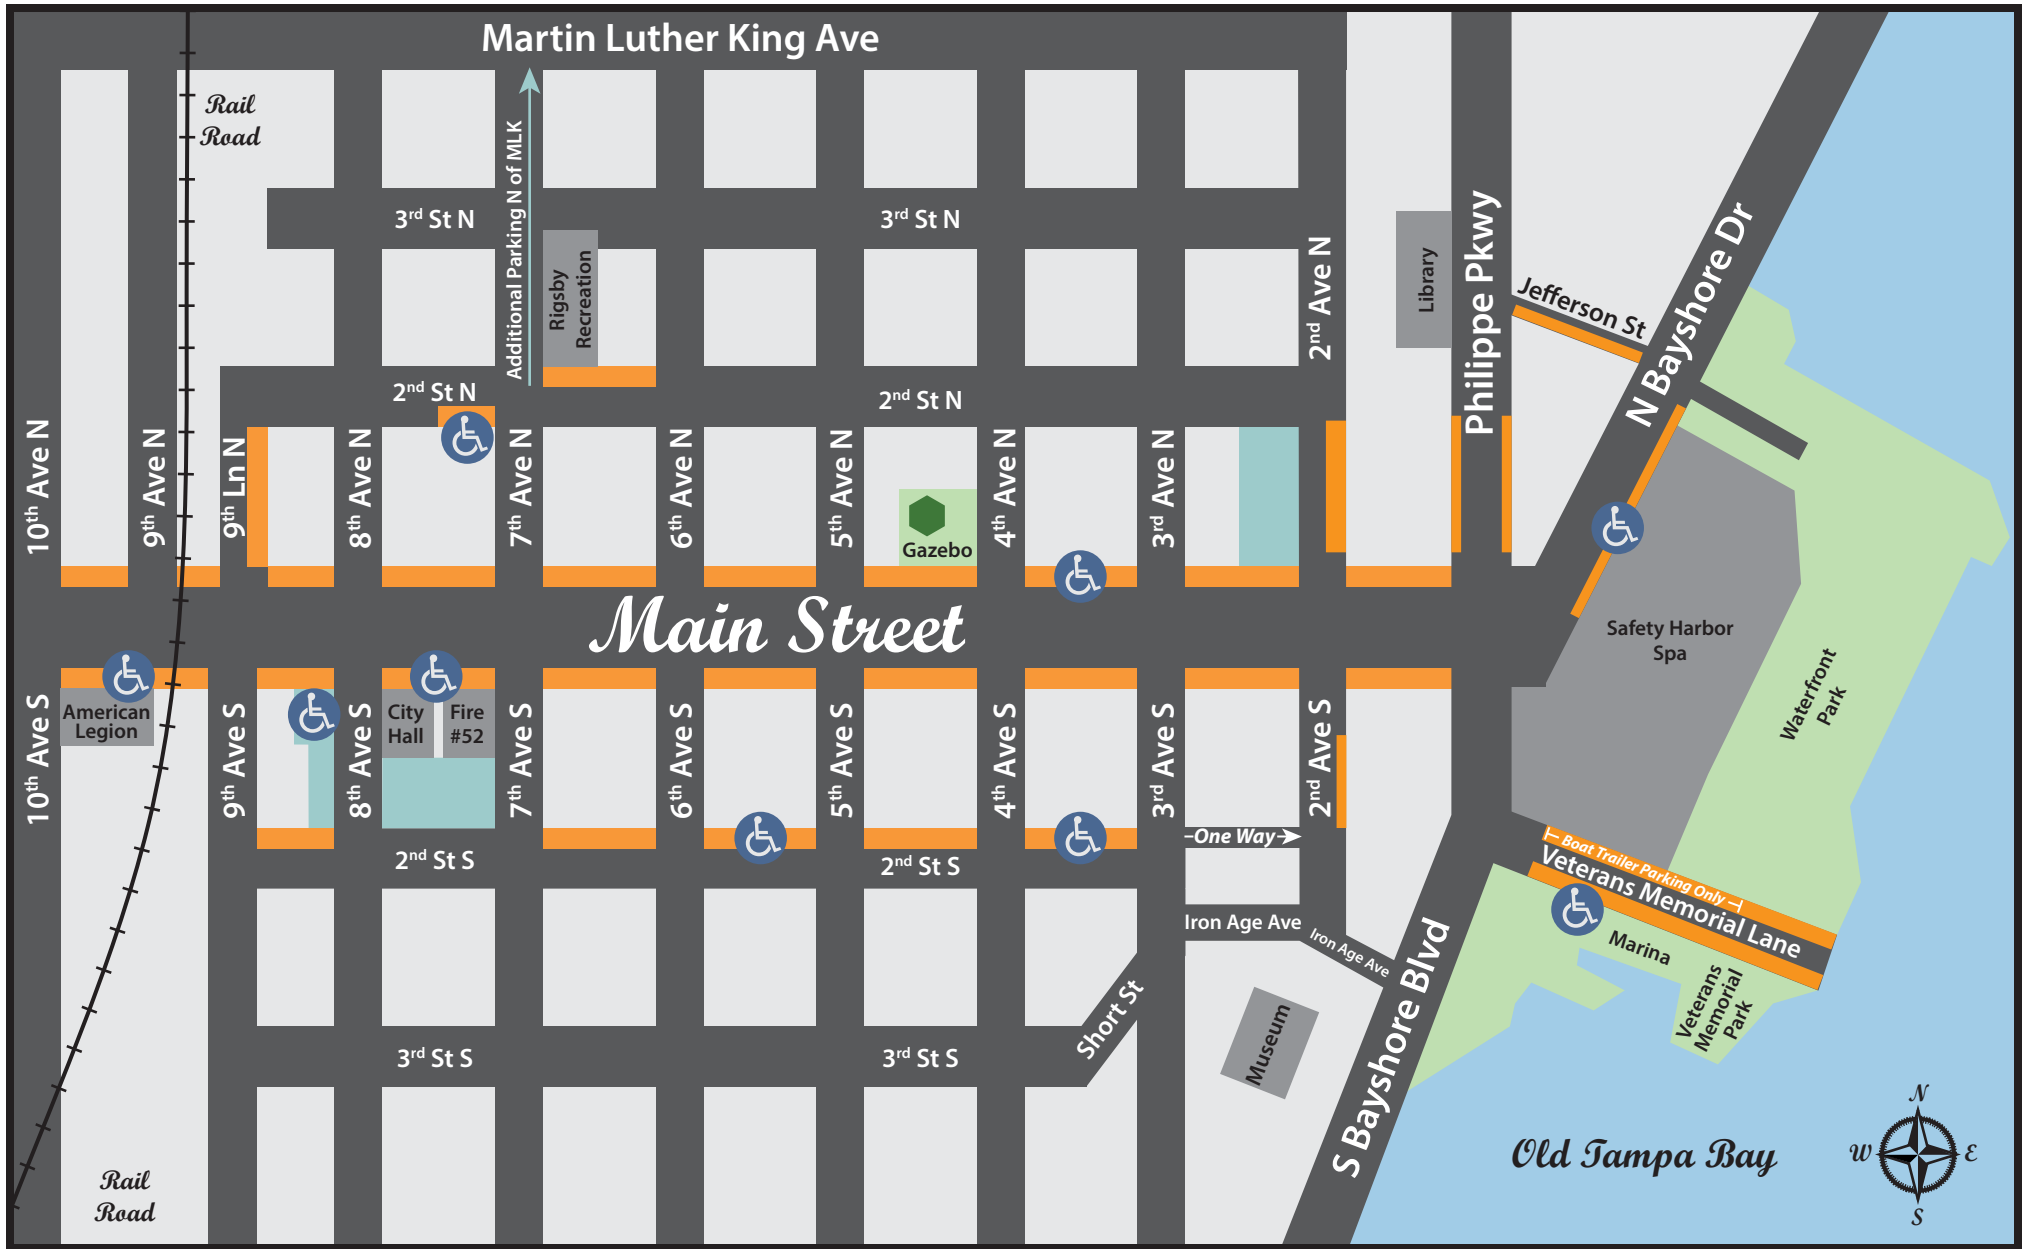 Martin Luther King Ave
Rail
Road
Additional Parking N of MLK
3rd St N
3rd St N
Rigsby
Recreation
2nd Ave N
Library
Philippe Pkwy
Jefferson St
N Bayshore Dr
2nd St N
2nd St N
10th Ave N
9th Ave N
9th Ln N
8th Ave N
7th Ave N
6th Ave N
5th Ave N
Gazebo
4th Ave N
3rd Ave N
Main Street
Safety Harbor
Spa
Waterfront
Park
10th Ave S
American
Legion
9th Ave S
8th Ave S
City
Hall
Fire
#52
7th Ave S
6th Ave S
5th Ave S
4th Ave S
3rd Ave S
2nd Ave S
One Way
2nd St S
2nd St S
Boat Trailer Parking Only
Veterans Memorial Lane
Iron Age Ave
Iron Age Ave
Marina
Veterans
Memorial
Park
Short St
S Bayshore Blvd
Museum
3rd St S
3rd St S
Old Tampa Bay
N
W
E
S
Rail
Road